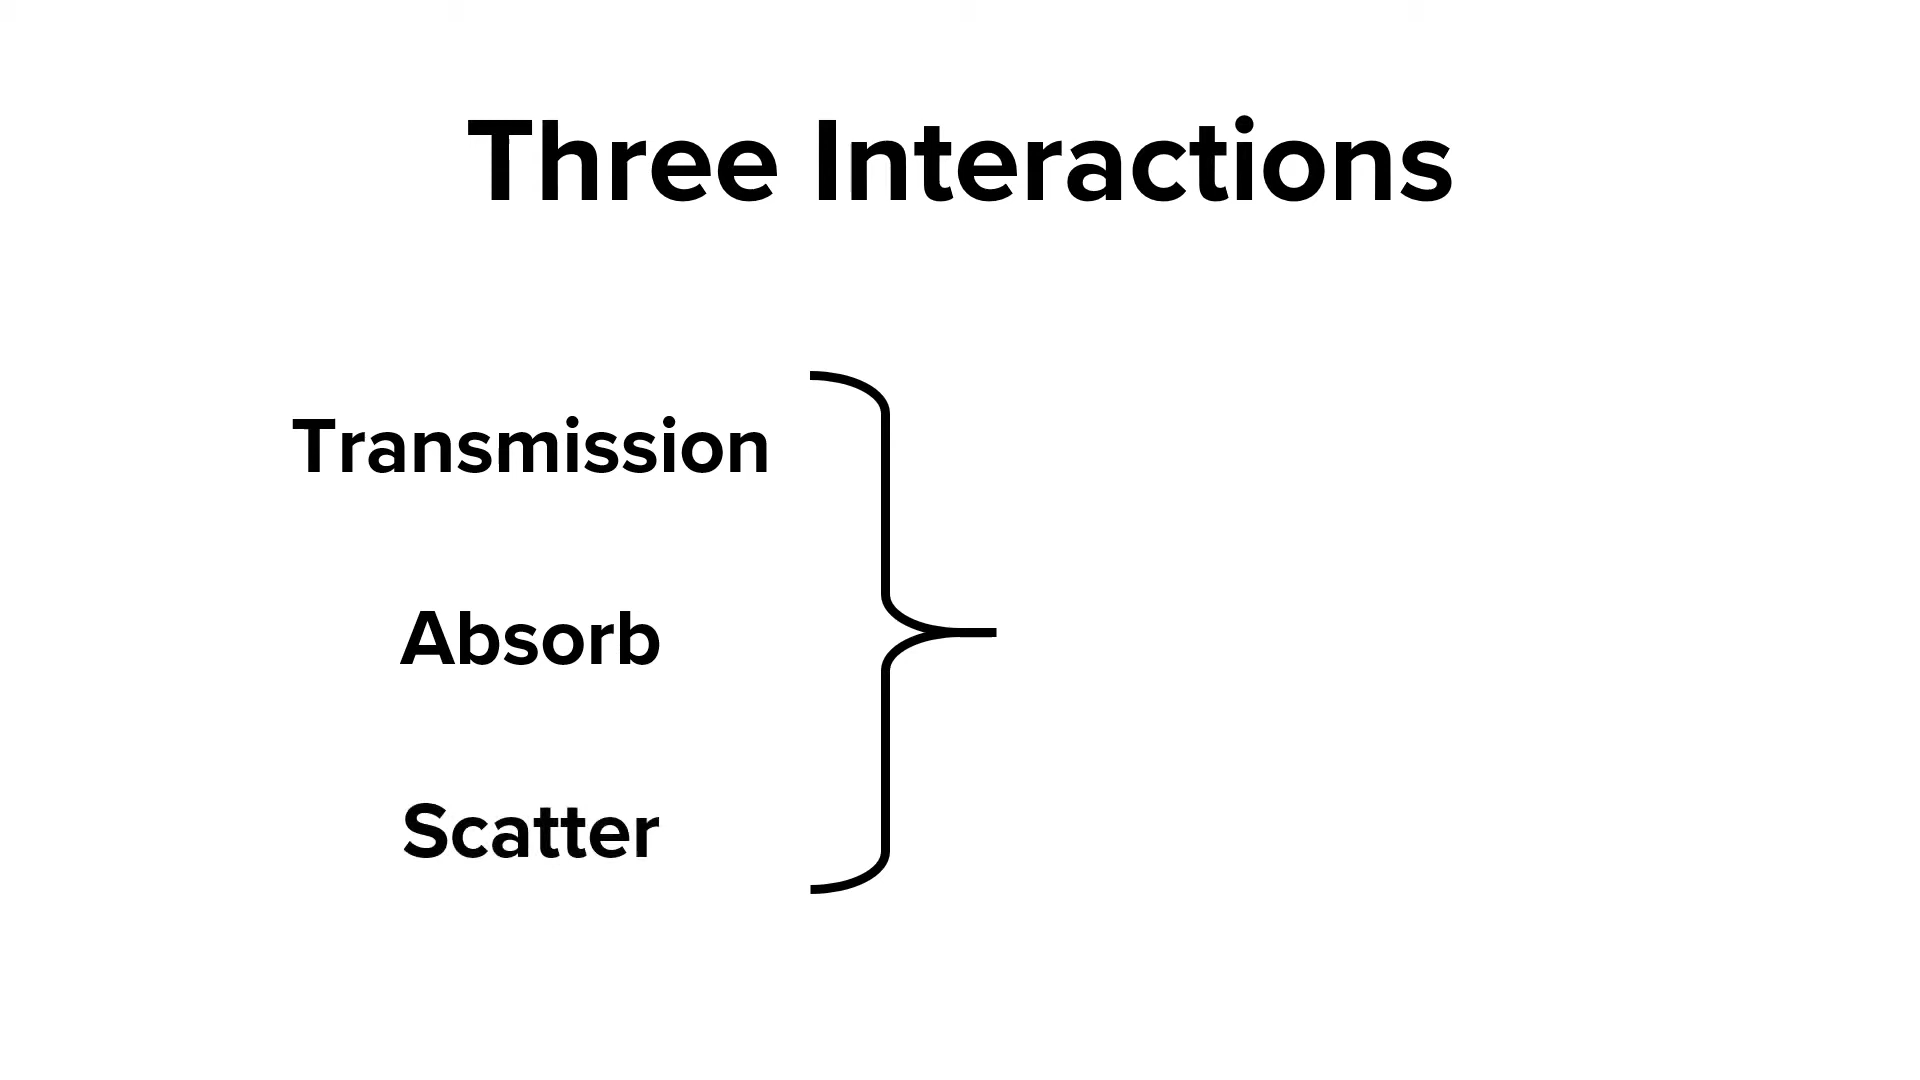 Three Interactions
Transmission
Absorb
Scatter